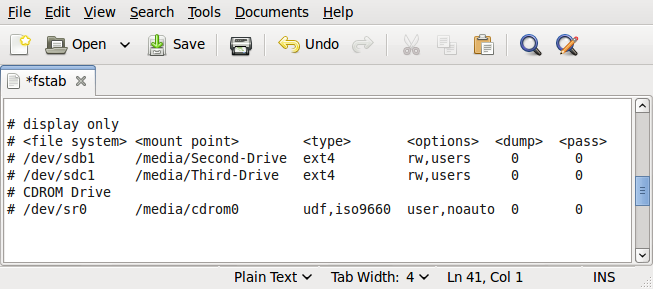 File Edit View Search Tools Documents Help
Open Save Undo
*fstab
# display only
# <file system> <mount point> <type> <options> <dump> <pass>
# /dev/sdb1 /media/Second-Drive ext4 rw,users 0 0
# /dev/sdc1 /media/Third-Drive ext4 rw,users 0 0
# CDROM Drive
# /dev/sr0 /media/cdrom0 udf,iso9660 user,noauto 0 0
Plain Text Tab Width: 4 Ln 41, Col 1 INS